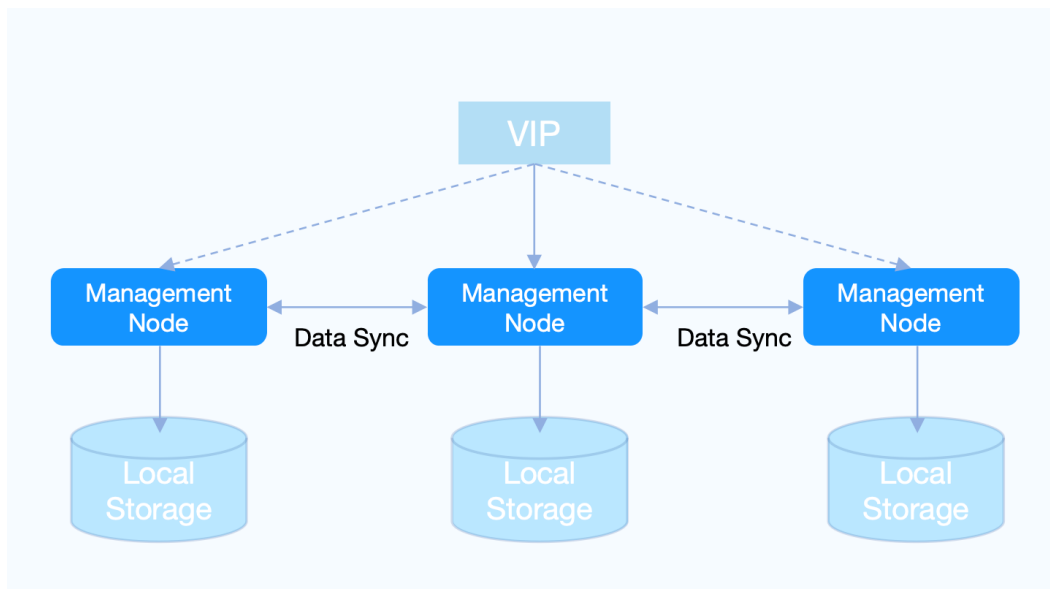 VIP
Management
Node
Management
Node
Management
Node
Data Sync
Data Sync
Local
Storage
Local
Storage
Local
Storage